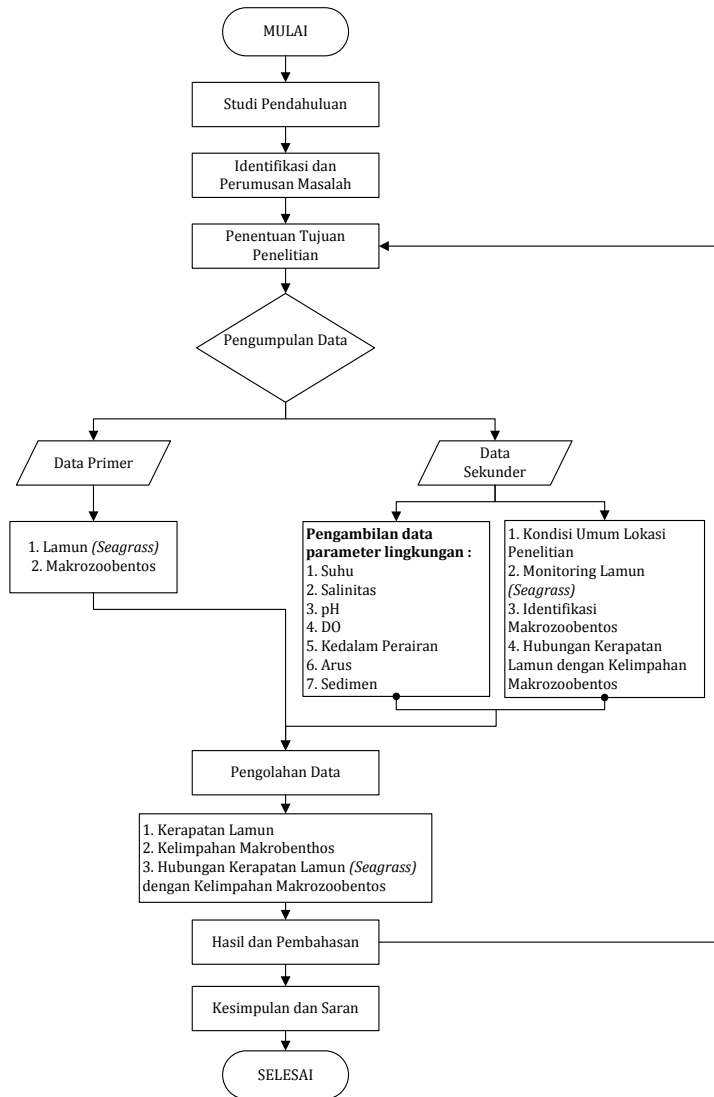 MULAI
Studi Pendahuluan
Identifikasi dan
Perumusan Masalah
Penentuan Tujuan
Penelitian
Pengumpulan Data
Data Primer
Data
Sekunder
1. Lamun (Seagrass)
2. Makrozoobentos
Pengambilan data
parameter lingkungan :
1. Suhu
2. Salinitas
3. pH
4. DO
5. Kedalam Perairan
6. Arus
7. Sedimen
1. Kondisi Umum Lokasi
Penelitian
2. Monitoring Lamun
(Seagrass)
3. Identifikasi
Makrozoobentos
4. Hubungan Kerapatan
Lamun dengan Kelimpahan
Makrozoobentos
Pengolahan Data
1. Kerapatan Lamun
2. Kelimpahan Makrobenthos
3. Hubungan Kerapatan Lamun (Seagrass)
dengan Kelimpahan Makrozoobentos
Hasil dan Pembahasan
Kesimpulan dan Saran
SELESAI